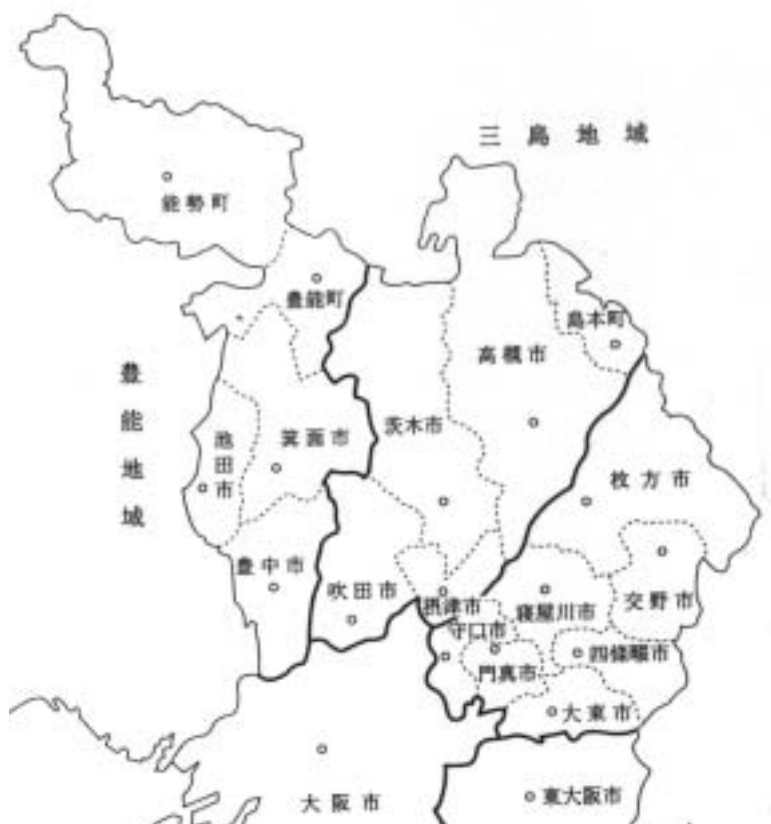 三島地域
能勢町
豊能町
島本町
高槻市
豊能地域
茨木市
池田市
箕面市
枚方市
豊中市
吹田市
摂津市
寝屋川市
交野市
守口市
四條畷市
門真市
大東市
大阪市
東大阪市